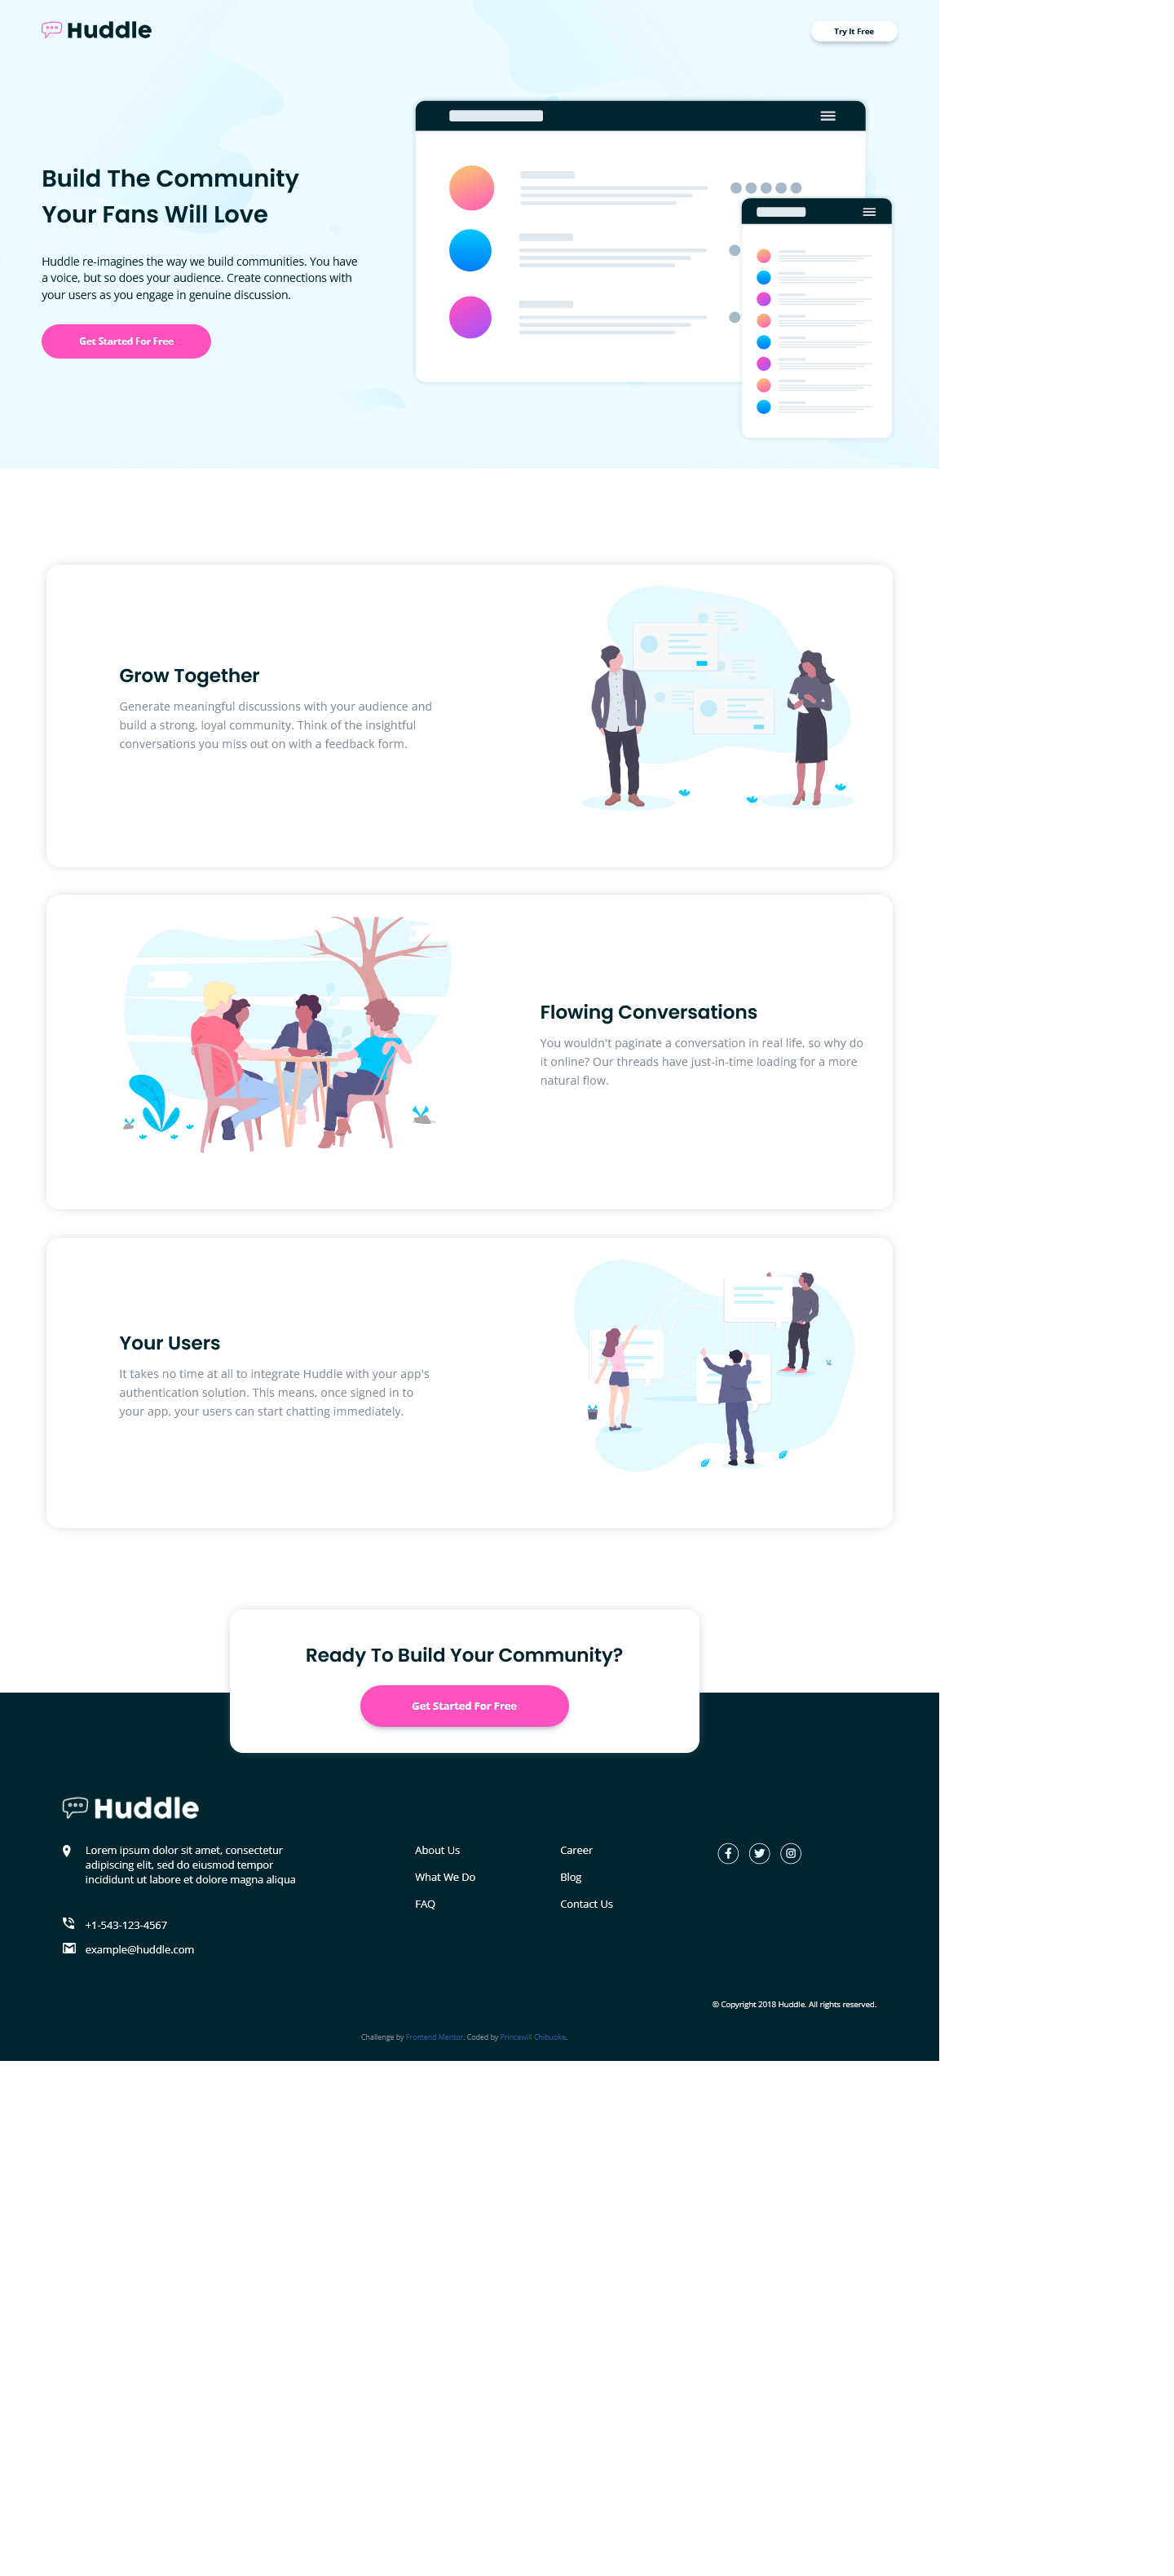 Huddle
Try It Free
Build The Community
Your Fans Will Love
Huddle re-imagines the way we build communities. You have
a voice, but so does your audience. Create connections with
your users as you engage in genuine discussion.
Get Started For Free
Grow Together
Generate meaningful discussions with your audience and
build a strong, loyal community. Think of the insightful
conversations you miss out on with a feedback form.
Flowing Conversations
You wouldn't paginate a conversation in real life, so why do
it online? Our threads have just-in-time loading for a more
natural flow.
Your Users
It takes no time at all to integrate Huddle with your app's
authentication solution. This means, once signed in to
your app, your users can start chatting immediately.
Ready To Build Your Community?
Get Started For Free
Huddle
Lorem ipsum dolor sit amet, consectetur
adipiscing elit, sed do eiusmod tempor
incididunt ut labore et dolore magna aliqua
+1-543-123-4567
example@huddle.com
About Us
What We Do
FAQ
Career
Blog
Contact Us
© Copyright 2018 Huddle. All rights reserved.
Challenge by Frontend Mentor. Coded by Princewill Chibuoke.